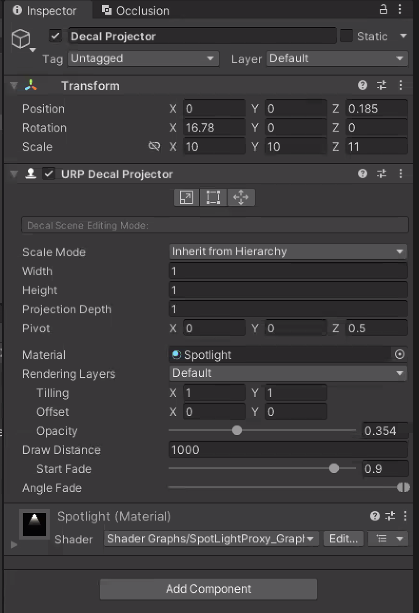 Inspector Occlusion
Decal Projector Static
Tag Untagged Layer Default
Transform
Position X 0 Y 0 Z 0.185
Rotation X 16.78 Y 0 Z 0
Scale X 10 Y 10 Z 11
URP Decal Projector
Decal Scene Editing Mode:
Scale Mode Inherit from Hierarchy
Width 1
Height 1
Projection Depth 1
Pivot X 0 Y 0 Z 0.5
Material Spotlight
Rendering Layers Default
Tilling X 1 Y 1
Offset X 0 Y 0
Opacity 0.354
Draw Distance 1000
Start Fade 0.9
Angle Fade
Spotlight (Material)
Shader Shader Graphs/SpotLightProxy_Grapl Edit...
Add Component